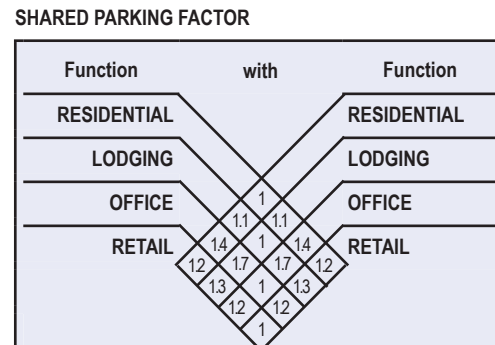 SHARED PARKING FACTOR
Function with Function
RESIDENTIAL RESIDENTIAL
LODGING LODGING
OFFICE 1 OFFICE
1.1 1.1
RETAIL 1.4 1 1.4 RETAIL
1.2 1.7 1.7 1.2
1.3 1 1.3
1.2 1.2
1